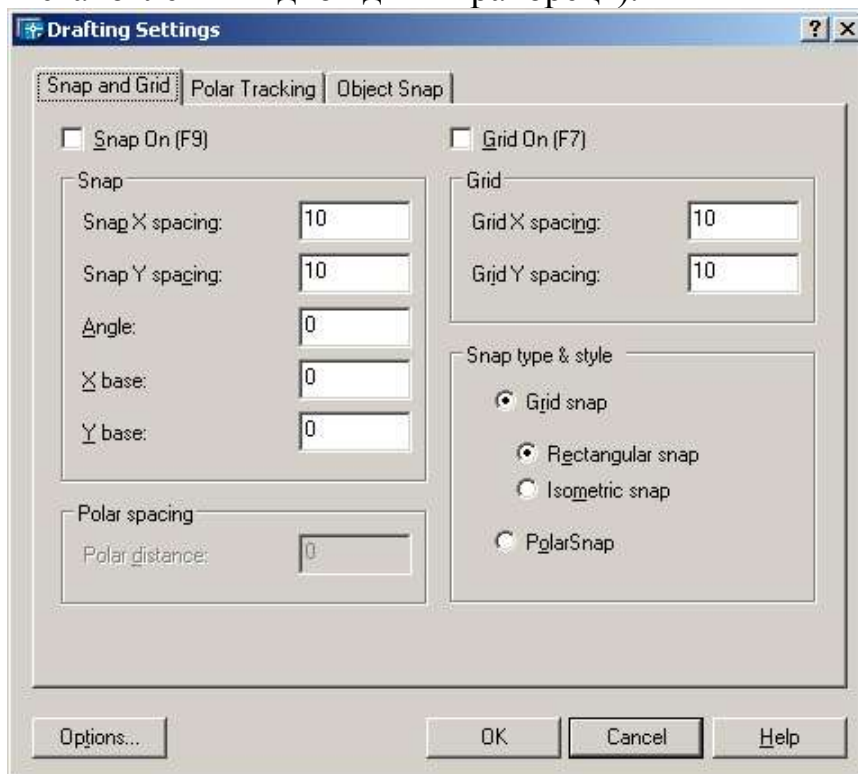 Drafting Settings
Snap and Grid Polar Tracking Object Snap
Snap On (F9)
Snap
Snap X spacing: 10
Snap Y spacing: 10
Angle: 0
X base: 0
Y base: 0
Polar spacing
Polar distance: 0
Grid On (F7)
Grid
Grid X spacing: 10
Grid Y spacing: 10
Snap type & style
Grid snap
Rectangular snap
Isometric snap
PolarSnap
Options... OK Cancel Help